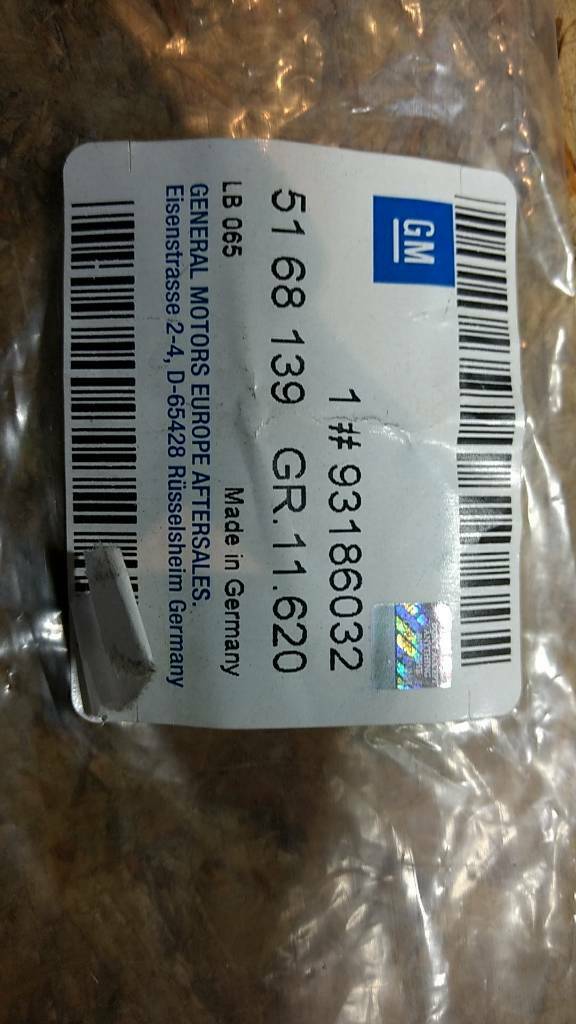 GM
1 # 93186032
51 68 139 GR.11.620
LB 065 Made in Germany
GENERAL MOTORS EUROPE AFTERSALES.
Eisenstrasse 2-4, D-65428 Rüsselsheim Germany